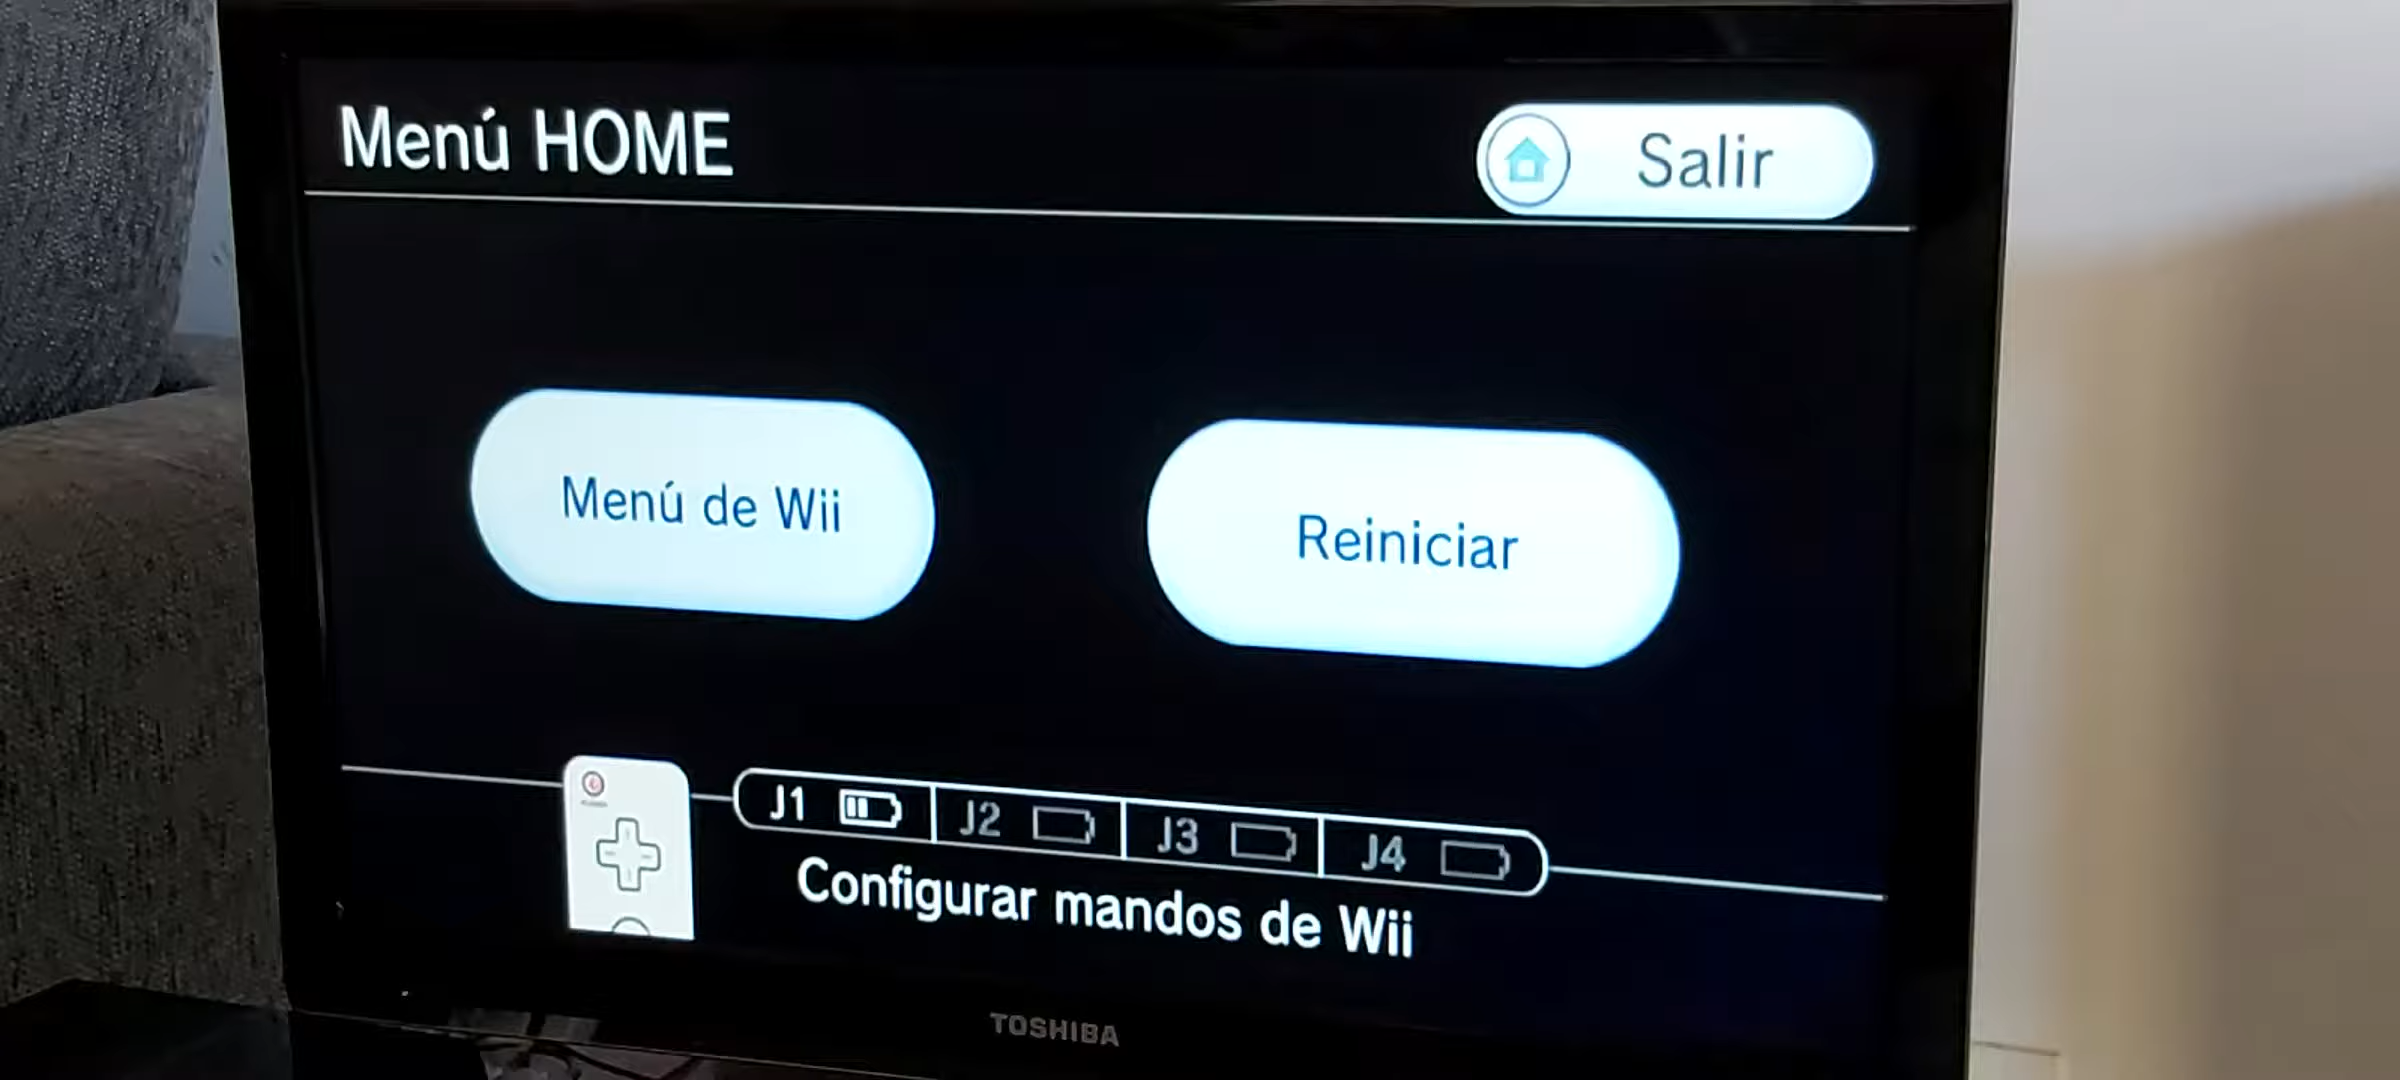 Menú HOME
Salir
Menú de Wii
Reiniciar
J1 J2 J3 J4
Configurar mandos de Wii
TOSHIBA